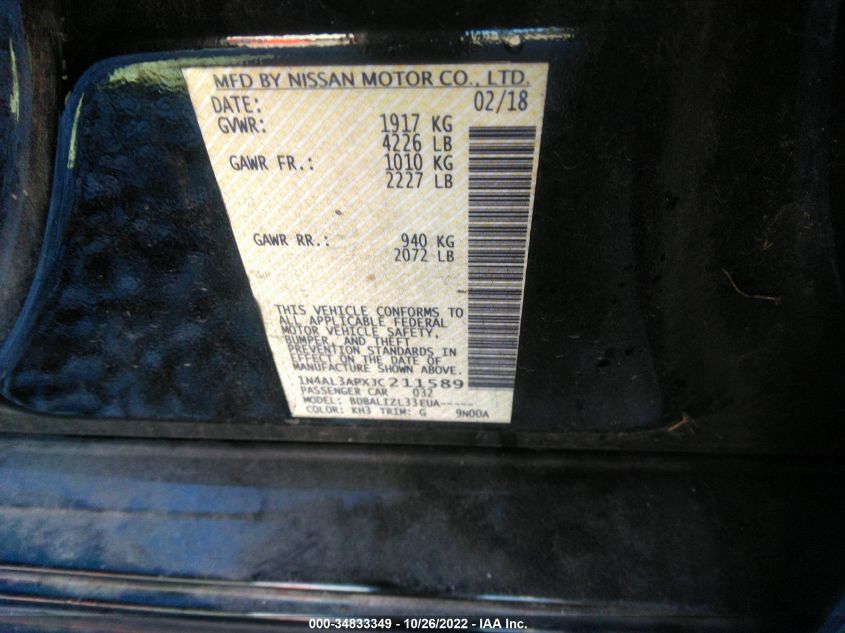 MFD BY NISSAN MOTOR CO., LTD.
DATE: 02/18
GVWR: 1917 KG
4226 LB
GAWR FR.: 1010 KG
2227 LB
GAWR RR.: 940 KG
2072 LB
THIS VEHICLE CONFORMS TO
ALL APPLICABLE FEDERAL
MOTOR VEHICLE SAFETY,
BUMPER, AND THEFT
PREVENTION STANDARDS IN
EFFECT ON THE DATE OF
MANUFACTURE SHOWN ABOVE.
1N4AL3APXJC211589
PASSENGER CAR 032
MODEL: BDBALIZL33EUA-----
COLOR: KH3 TRIM: G 9N00A
000-34833349 - 10/26/2022 - IAA Inc.